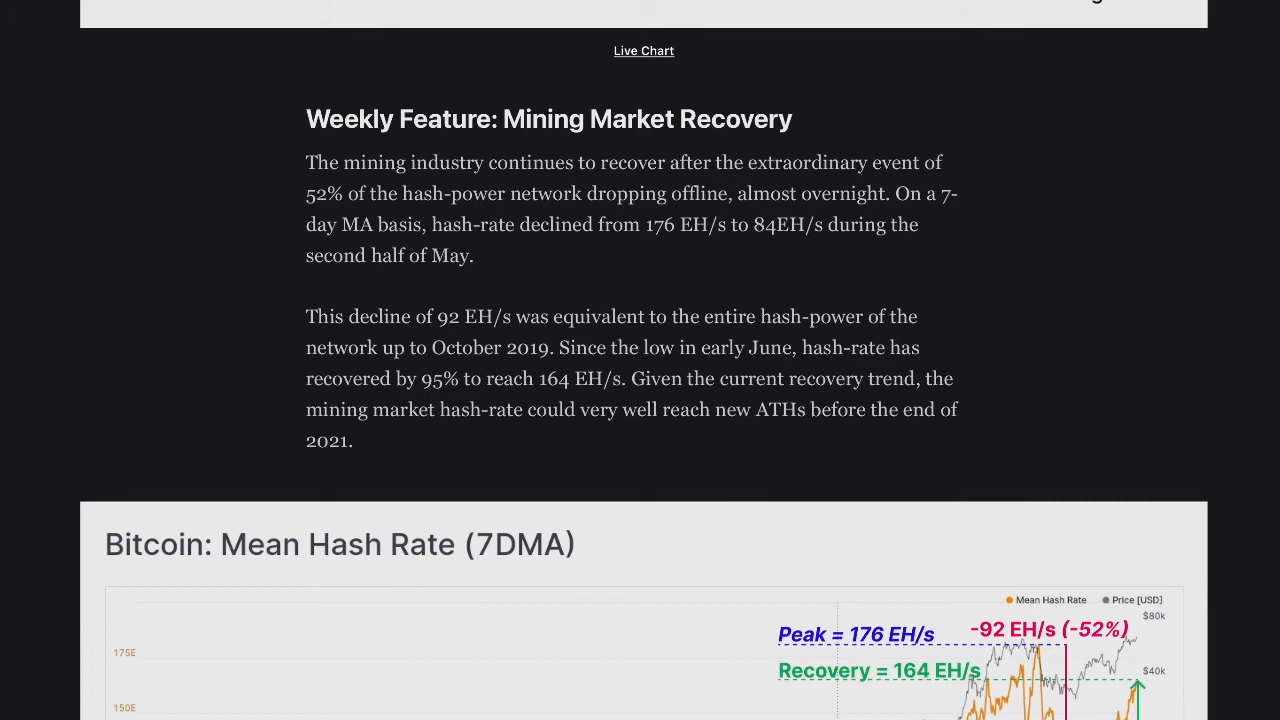 Live Chart
Weekly Feature: Mining Market Recovery
The mining industry continues to recover after the extraordinary event of
52% of the hash-power network dropping offline, almost overnight. On a 7-
day MA basis, hash-rate declined from 176 EH/s to 84EH/s during the
second half of May.
This decline of 92 EH/s was equivalent to the entire hash-power of the
network up to October 2019. Since the low in early June, hash-rate has
recovered by 95% to reach 164 EH/s. Given the current recovery trend, the
mining market hash-rate could very well reach new ATHs before the end of
2021.
Bitcoin: Mean Hash Rate (7DMA)
Mean Hash Rate Price [USD]
$80k
Peak = 176 EH/s -92 EH/s (-52%)
175E
Recovery = 164 EH/s
$40k
150E